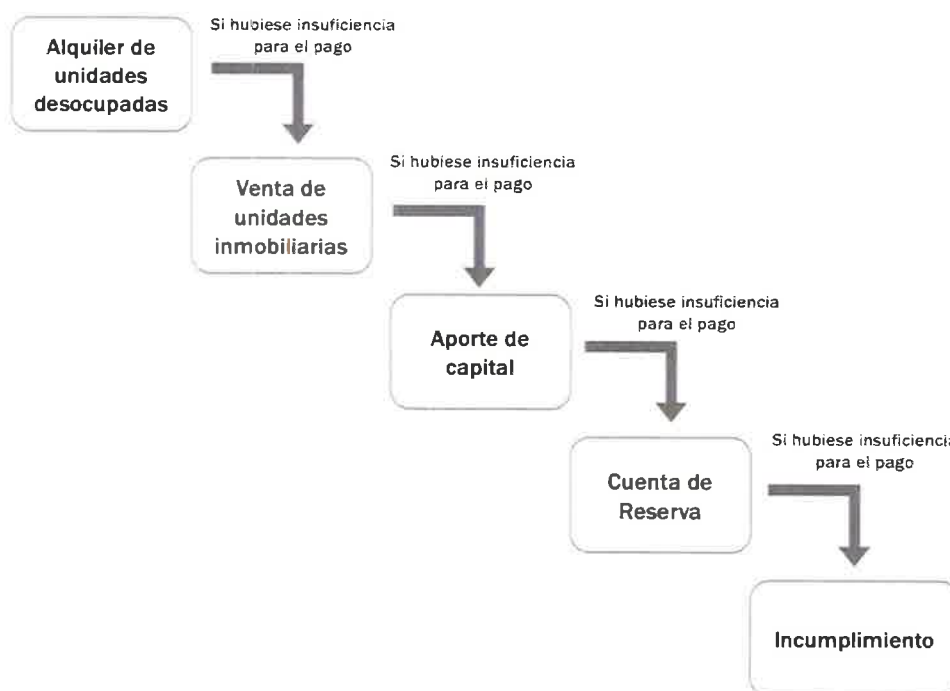 Alquiler de
unidades
desocupadas
Si hubiese insuficiencia
para el pago
Venta de
unidades
inmobiliarias
Si hubiese insuficiencia
para el pago
Aporte de
capital
Si hubiese insuficiencia
para el pago
Cuenta de
Reserva
Si hubiese insuficiencia
para el pago
Incumplimiento